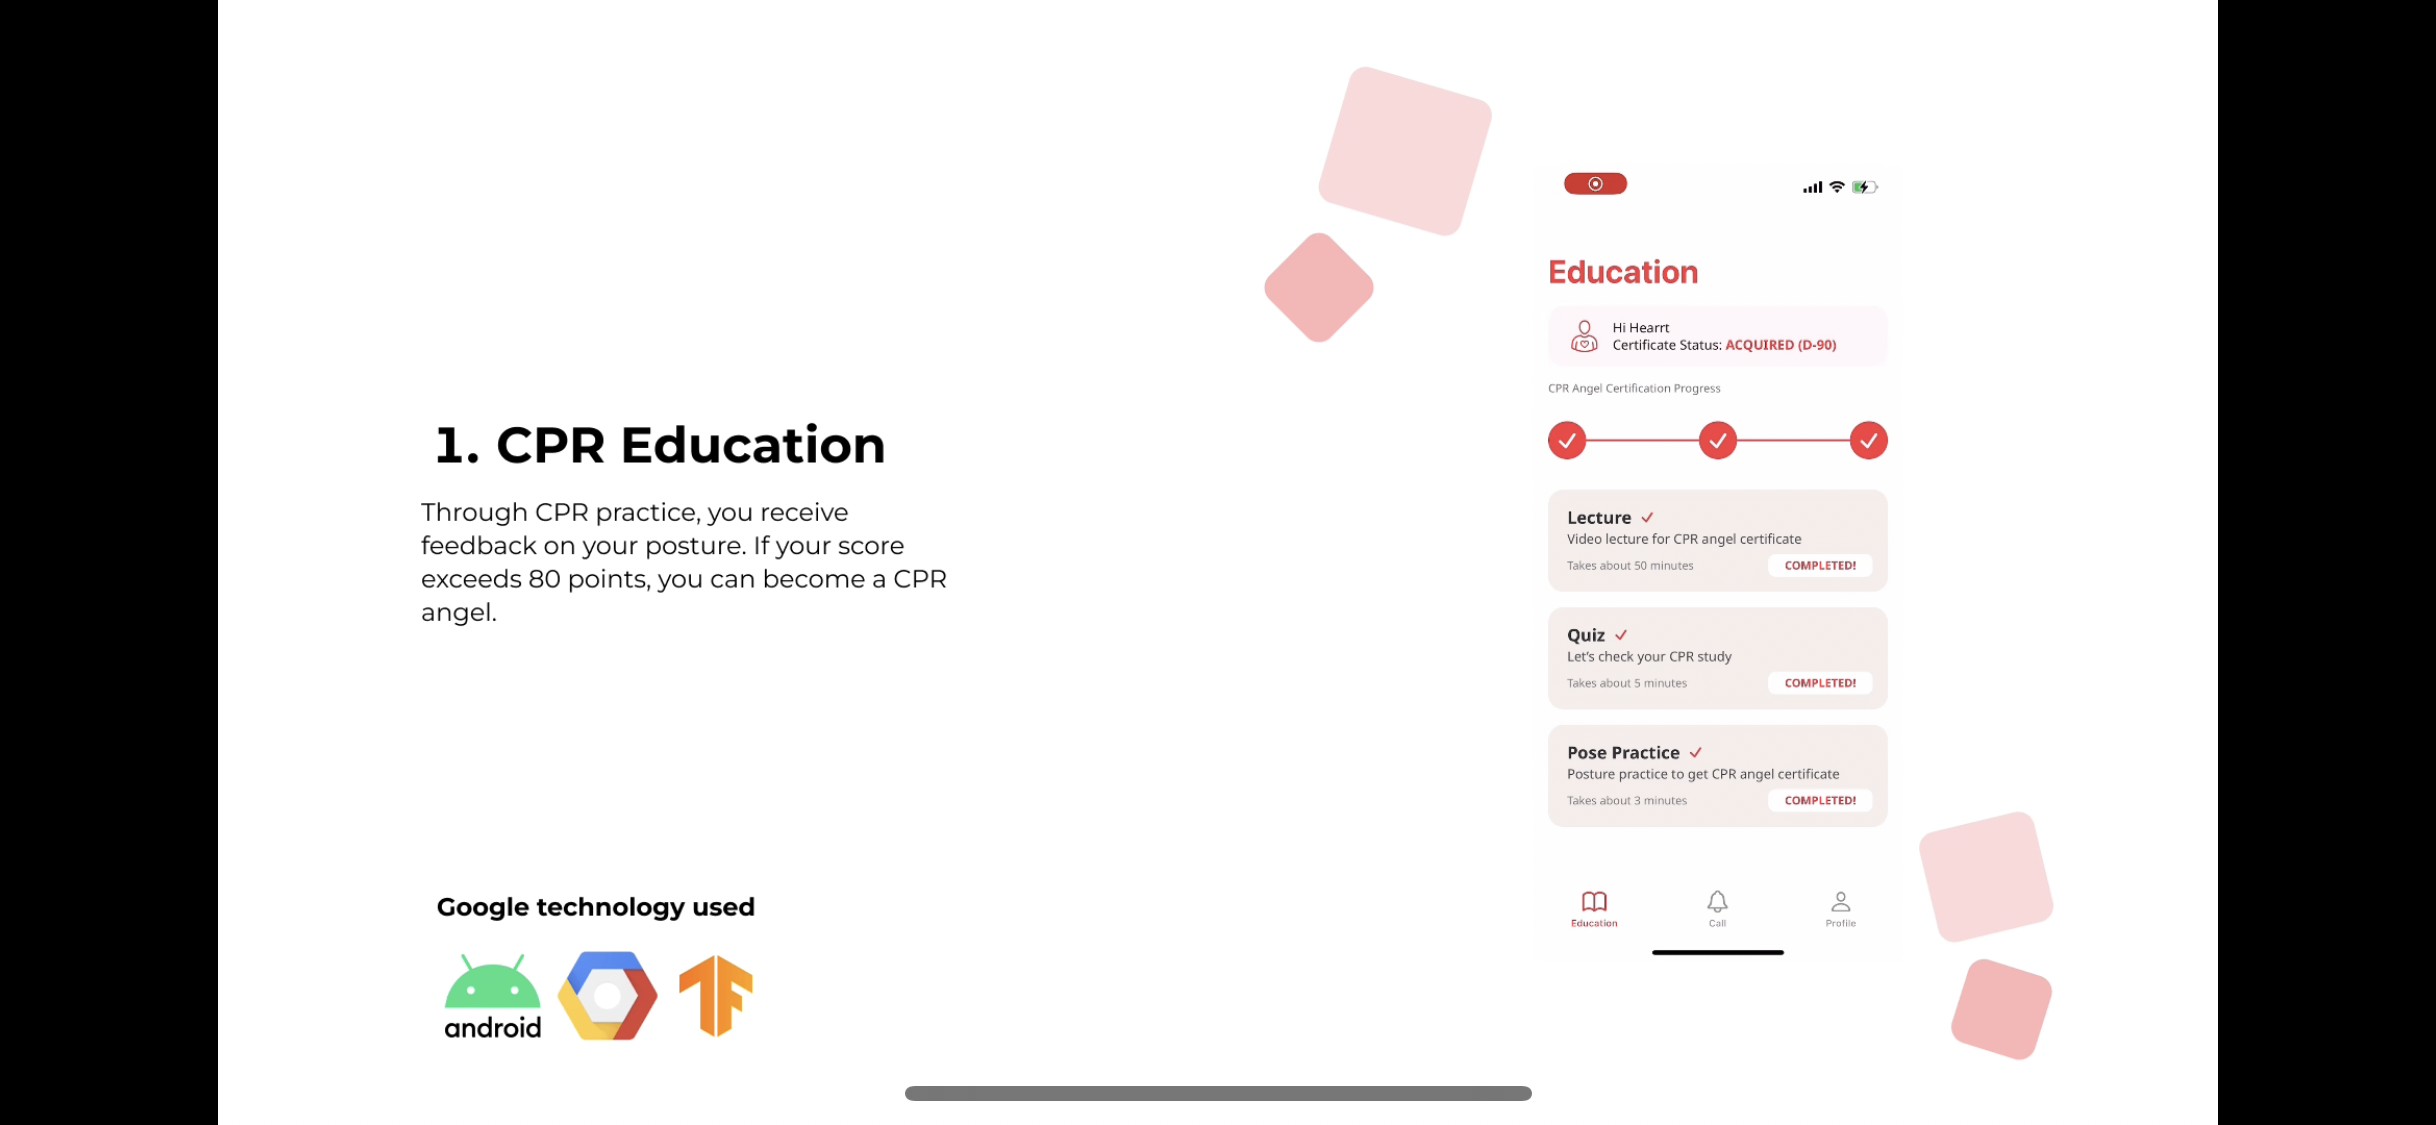 1. CPR Education
Through CPR practice, you receive
feedback on your posture. If your score
exceeds 80 points, you can become a CPR
angel.
Google technology used
android
Education
Hi Hearrt
Certificate Status: ACQUIRED (D-90)
CPR Angel Certification Progress
Lecture
Video lecture for CPR angel certificate
Takes about 50 minutes
COMPLETED!
Quiz
Let's check your CPR study
Takes about 5 minutes
COMPLETED!
Pose Practice
Posture practice to get CPR angel certificate
Takes about 3 minutes
COMPLETED!
Education
Call
Profile